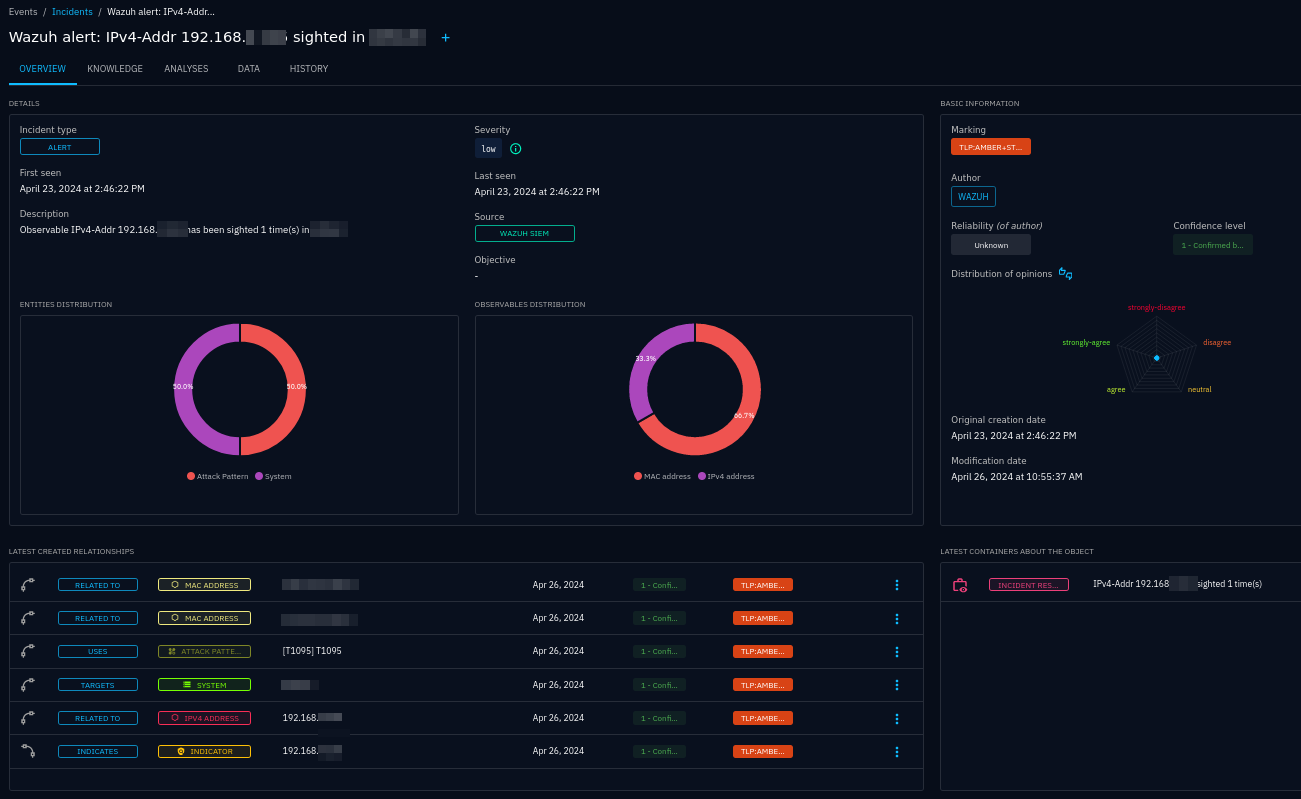 Events / Incidents / Wazuh alert: IPv4-Addr...
Wazuh alert: IPv4-Addr 192.168. sighted in +
OVERVIEW KNOWLEDGE ANALYSES DATA HISTORY
DETAILS
Incident type
ALERT
Severity
low
First seen
April 23, 2024 at 2:46:22 PM
Last seen
April 23, 2024 at 2:46:22 PM
Description
Observable IPv4-Addr 192.168. has been sighted 1 time(s) in
Source
WAZUH SIEM
Objective
-
ENTITIES DISTRIBUTION
50.0% 50.0%
Attack Pattern System
OBSERVABLES DISTRIBUTION
33.3%
66.7%
MAC address IPv4 address
BASIC INFORMATION
Marking
TLP:AMBER+ST...
Author
WAZUH
Reliability (of author) Confidence level
Unknown 1 - Confirmed b...
Distribution of opinions
strongly-disagree
strongly-agree disagree
agree neutral
Original creation date
April 23, 2024 at 2:46:22 PM
Modification date
April 26, 2024 at 10:55:37 AM
LATEST CREATED RELATIONSHIPS
RELATED TO MAC ADDRESS Apr 26, 2024 1 - Confi... TLP:AMBE...
RELATED TO MAC ADDRESS Apr 26, 2024 1 - Confi... TLP:AMBE...
USES ATTACK PATTE... [T1095] T1095 Apr 26, 2024 1 - Confi... TLP:AMBE...
TARGETS SYSTEM Apr 26, 2024 1 - Confi... TLP:AMBE...
RELATED TO IPV4 ADDRESS 192.168. Apr 26, 2024 1 - Confi... TLP:AMBE...
INDICATES INDICATOR 192.168. Apr 26, 2024 1 - Confi... TLP:AMBE...
LATEST CONTAINERS ABOUT THE OBJECT
INCIDENT RES... IPv4-Addr 192.168 sighted 1 time(s)